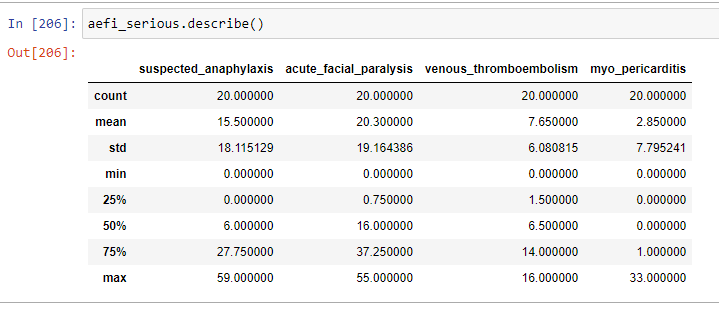 In [206]: aefi_serious.describe()
Out[206]:
suspected_anaphylaxis acute_facial_paralysis venous_thromboembolism myo_pericarditis
count 20.000000 20.000000 20.000000 20.000000
mean 15.500000 20.300000 7.650000 2.850000
std 18.115129 19.164386 6.080815 7.795241
min 0.000000 0.000000 0.000000 0.000000
25% 0.000000 0.750000 1.500000 0.000000
50% 6.000000 16.000000 6.500000 0.000000
75% 27.750000 37.250000 14.000000 1.000000
max 59.000000 55.000000 16.000000 33.000000